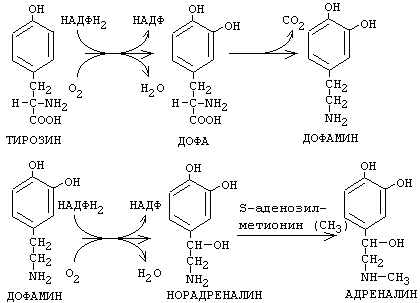 OH НАДФН2 НАДФ OH OH CO2 OH OH
CH2 O2 H2O CH2 CH2
H-C-NH2 H-C-NH2 CH2
COOH COOH NH2
ТИРОЗИН ДОФА ДОФАМИН
OH OH OH
OH OH OH
НАДФН2 НАДФ S-аденозил-
метионин (CH3)
CH2 CH-OH CH-OH
CH2 CH2 CH2
NH2 O2 H2O NH2 NH-CH3
ДОФАМИН НОРАДРЕНАЛИН АДРЕНАЛИН